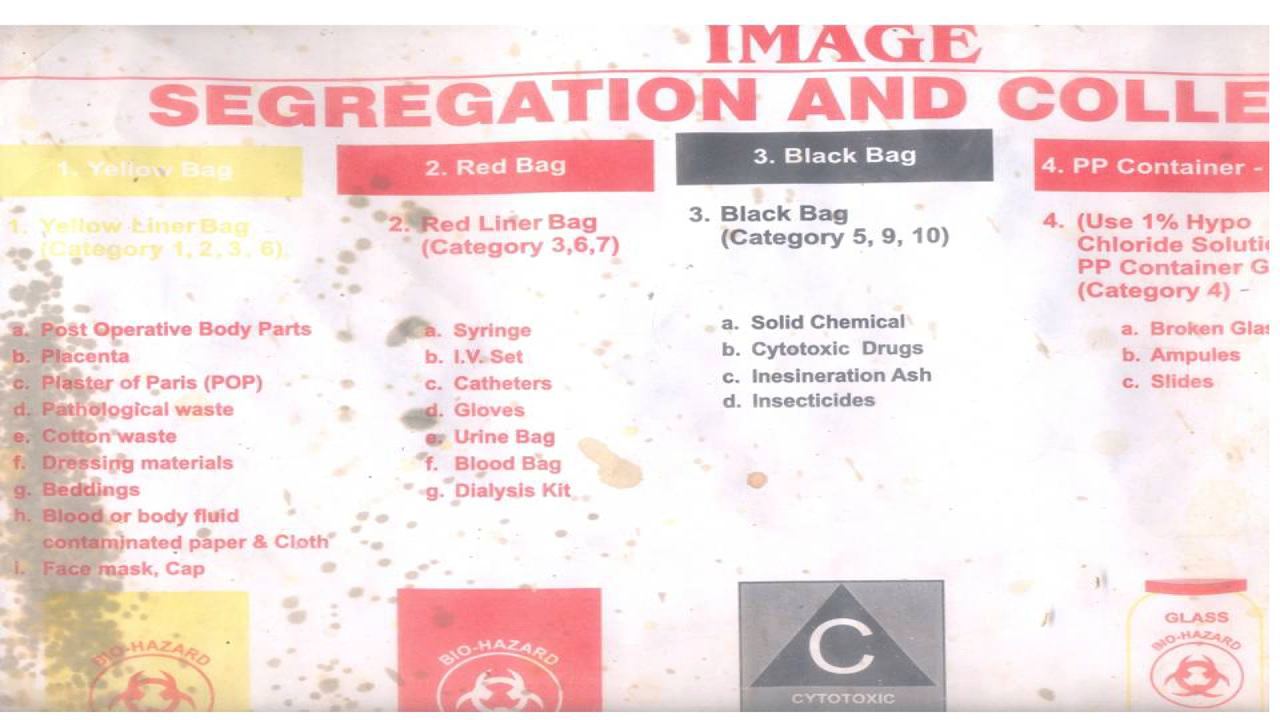 IMAGE
SEGREGATION AND COLLE
1. Yellow Bag
1. Yellow Liner Bag
(Category 1, 2, 3, 6)
a. Post Operative Body Parts
b. Placenta
c. Plaster of Paris (POP)
d. Pathological waste
e. Cotton waste
f. Dressing materials
g. Beddings
h. Blood or body fluid
contaminated paper & Cloth
i. Face mask, Cap
BIO-HAZARD
2. Red Bag
2. Red Liner Bag
(Category 3,6,7)
a. Syringe
b. I.V. Set
c. Catheters
d. Gloves
e. Urine Bag
f. Blood Bag
g. Dialysis Kit
BIO-HAZARD
3. Black Bag
3. Black Bag
(Category 5, 9, 10)
a. Solid Chemical
b. Cytotoxic Drugs
c. Inesineration Ash
d. Insecticides
C
CYTOTOXIC
4. PP Container -
4. (Use 1% Hypo
Chloride Soluti
PP Container G
(Category 4) -
a. Broken Glas
b. Ampules
c. Slides
GLASS
BIO-HAZARD